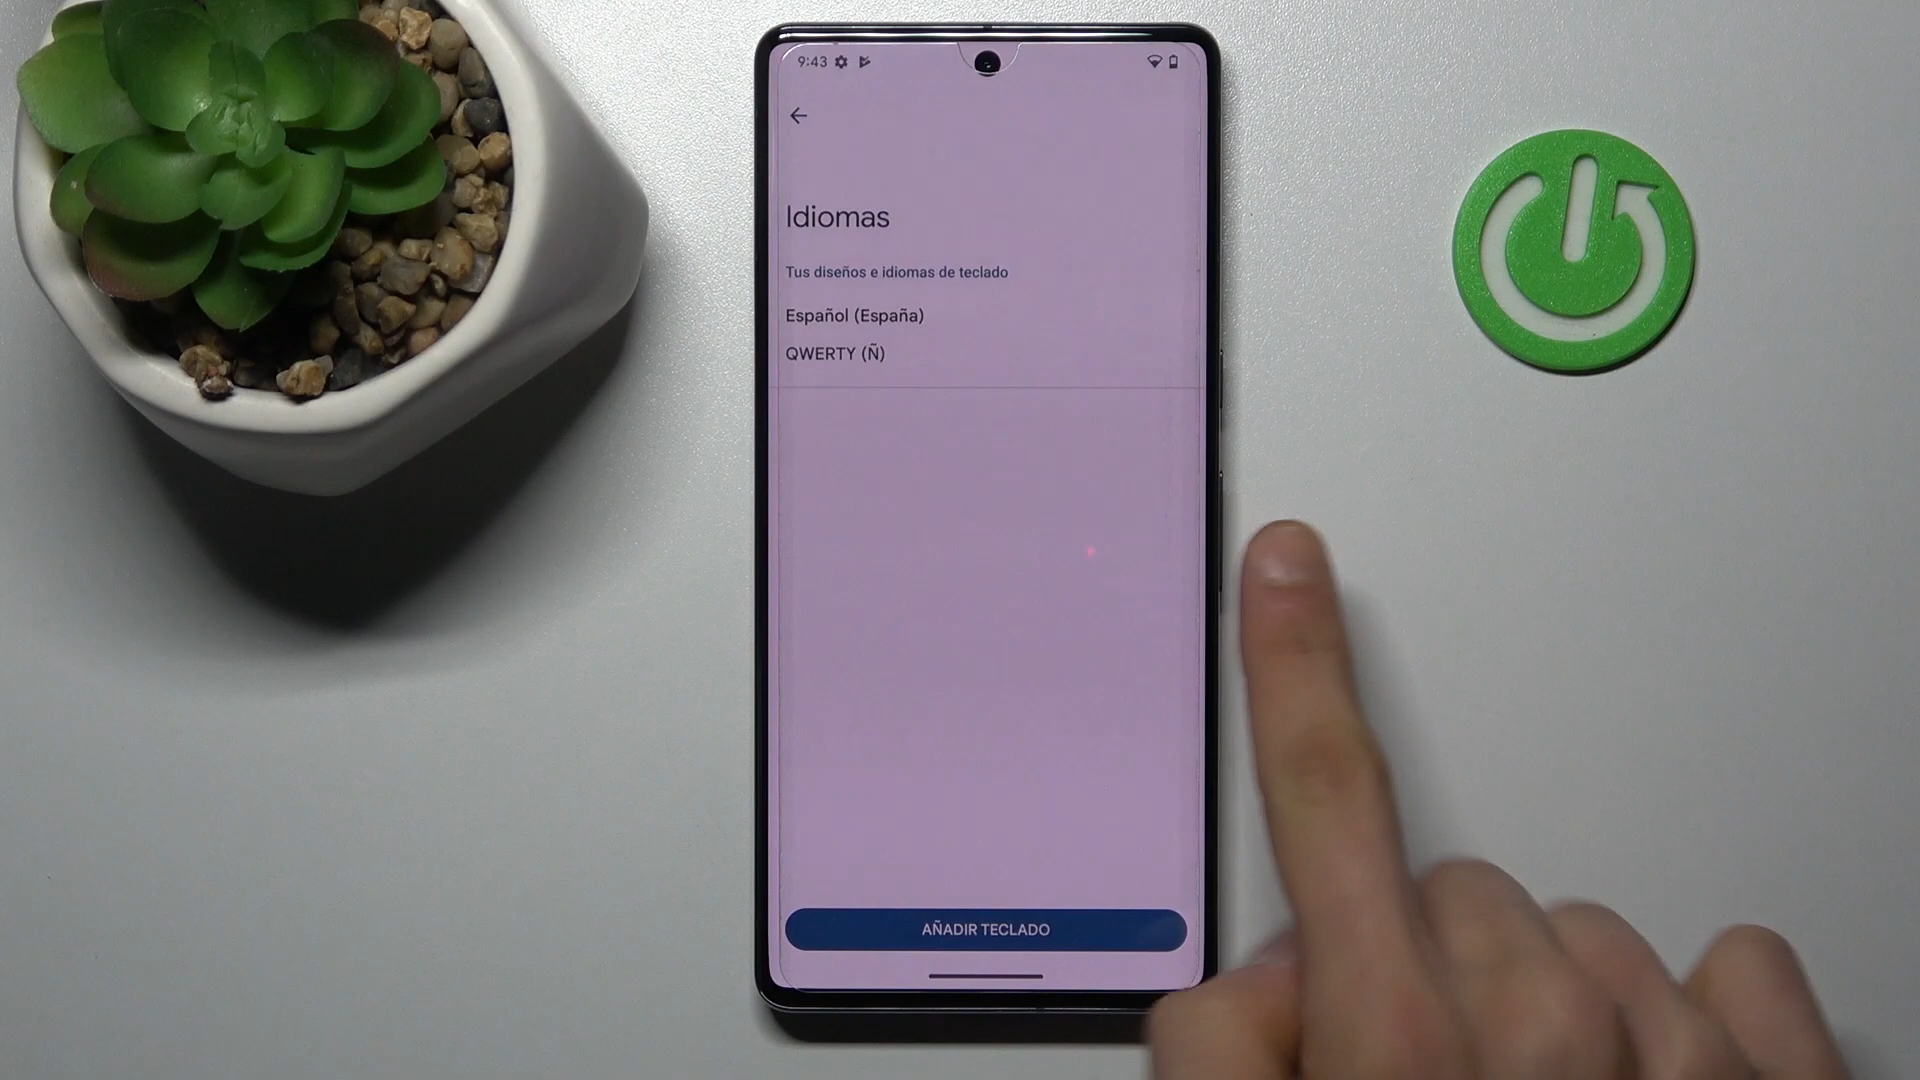 9:43
Idiomas
Tus diseños e idiomas de teclado
Español (España)
QWERTY (Ñ)
AÑADIR TECLADO